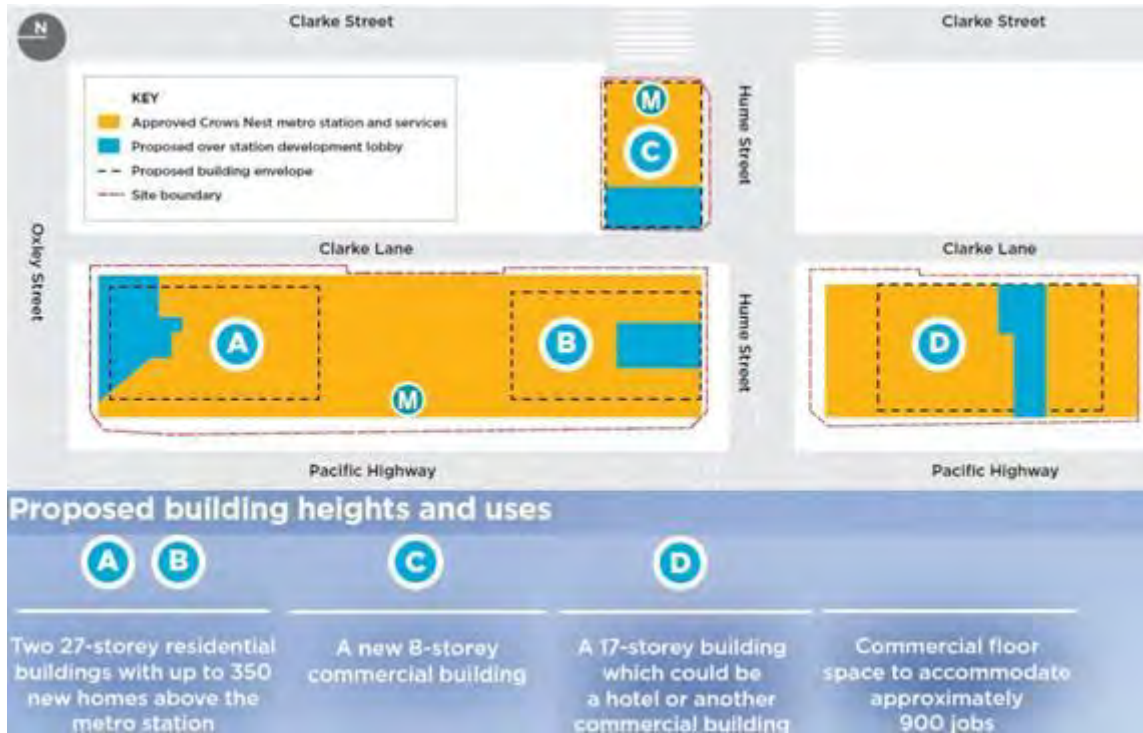 N
Clarke Street
Clarke Street
KEY
Approved Crows Nest metro station and services
Proposed over station development lobby
Proposed building envelope
Site boundary
M
C
Hume Street
Oxley Street
Clarke Lane
Clarke Lane
A
B
M
Hume Street
D
Pacific Highway
Pacific Highway
Proposed building heights and uses
A B
C
D
Two 27-storey residential
buildings with up to 350
new homes above the
metro station
A new 8-storey
commercial building
A 17-storey building
which could be
a hotel or another
commercial building
Commercial floor
space to accommodate
approximately
900 jobs